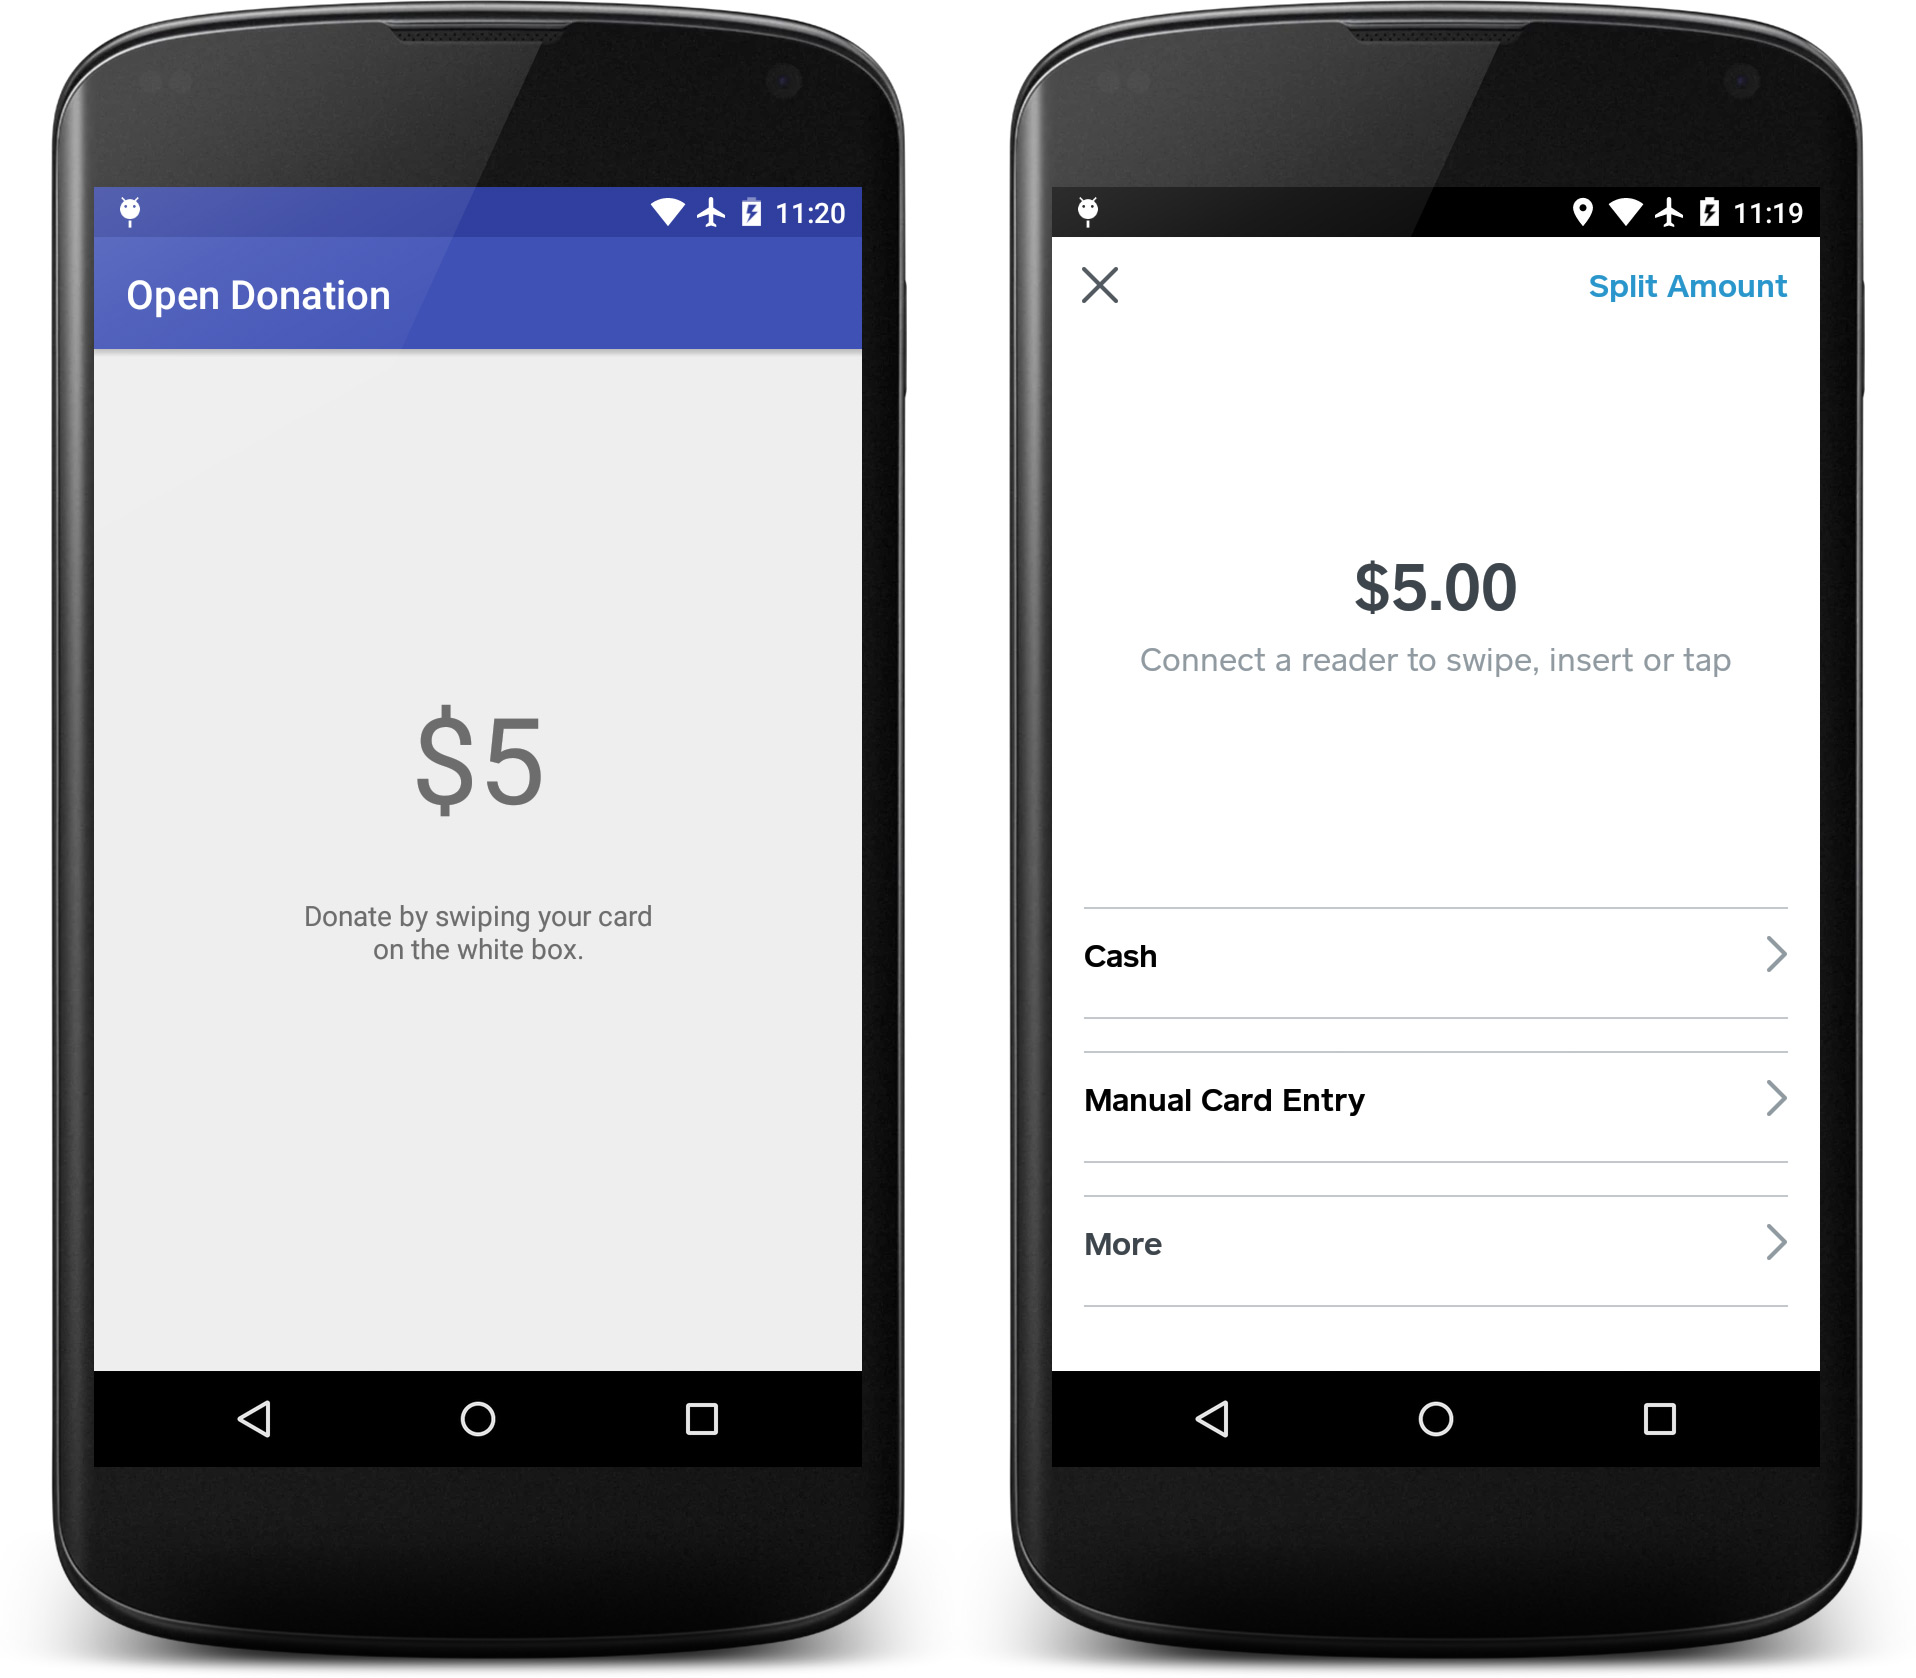 11:20
Open Donation
$5
Donate by swiping your card
on the white box.
11:19
Split Amount
$5.00
Connect a reader to swipe, insert or tap
Cash
Manual Card Entry
More